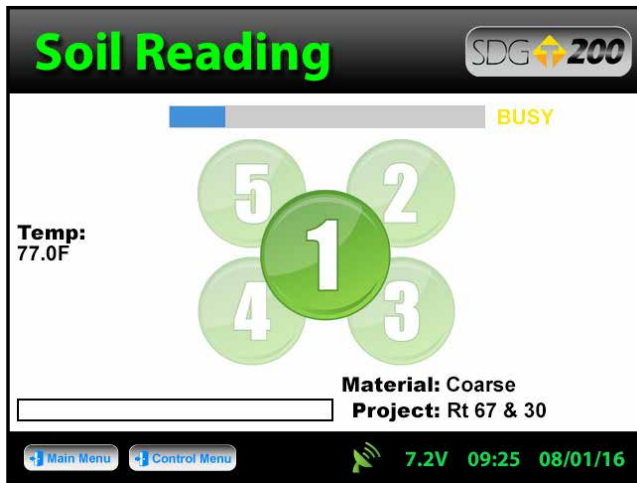 Soil Reading
SDG 200
BUSY
5 2
1
4 3
Temp:
77.0F
Material: Coarse
Project: Rt 67 & 30
Main Menu Control Menu 7.2V 09:25 08/01/16